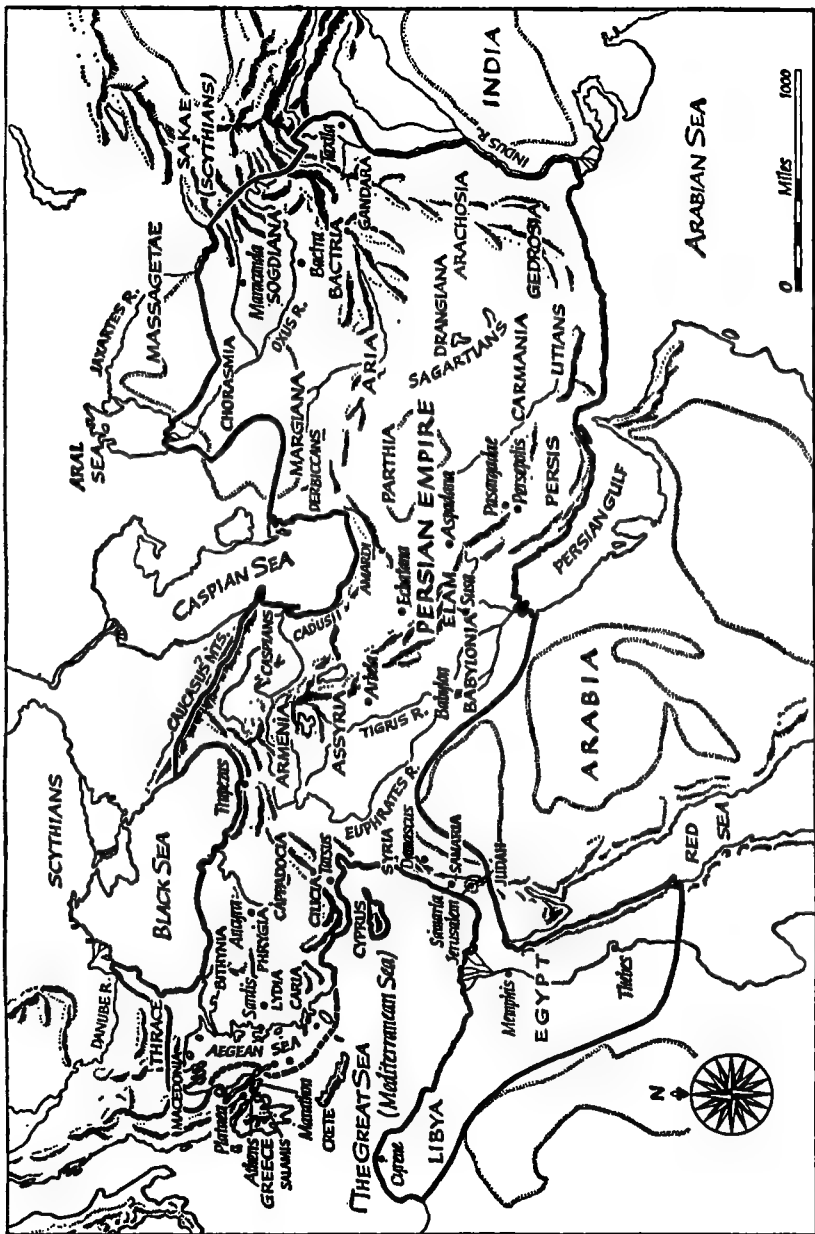 SCYTHIANS
DANUBE R.
THRACE
MACEDONIA
BLACK SEA
CAUCASUS MTS.
CASPIAN SEA
ARAL
SEA
JAXARTES R.
MASSAGETAE
SAKAE
(SCYTHIANS)
CHORASMIA
OXUS R.
Maracanda
SOGDIANA
Bactra
BACTRIA
Taxila
GANDARA
INDIA
INDUS R.
MARGIANA
DERBICCANS
ARIA
PARTHIA
DRANGIANA
ARACHOSIA
SAGARTIANS
GEDROSIA
CARMANIA
UTIANS
PERSIAN EMPIRE
Aspadana
Pasargadae
Persepolis
PERSIS
ELAM
Susa
Ecbatana
AMARDI
CADUSII
CASPIANS
ARMENIA
ASSYRIA
Arbela
TIGRIS R.
Babylon
BABYLONIA
EUPHRATES R.
Trapezus
BITRYNIA
Ancyra
PHRYGIA
CAPPADOCIA
Sardis
LYDIA
CARIA
CILICIA
Tarsus
CYPRUS
AEGEAN
SEA
Plataea
Athens
GREECE
SALAMIS
Marathon
CRETE
THE GREAT SEA
(Mediterranean Sea)
SYRIA
Damascus
SAMARIA
Samaria
Jerusalem
JUDAH
Cyrene
LIBYA
Memphis
EGYPT
Thebes
RED
SEA
ARABIA
PERSIAN GULF
ARABIAN SEA
N
0 Miles 1000